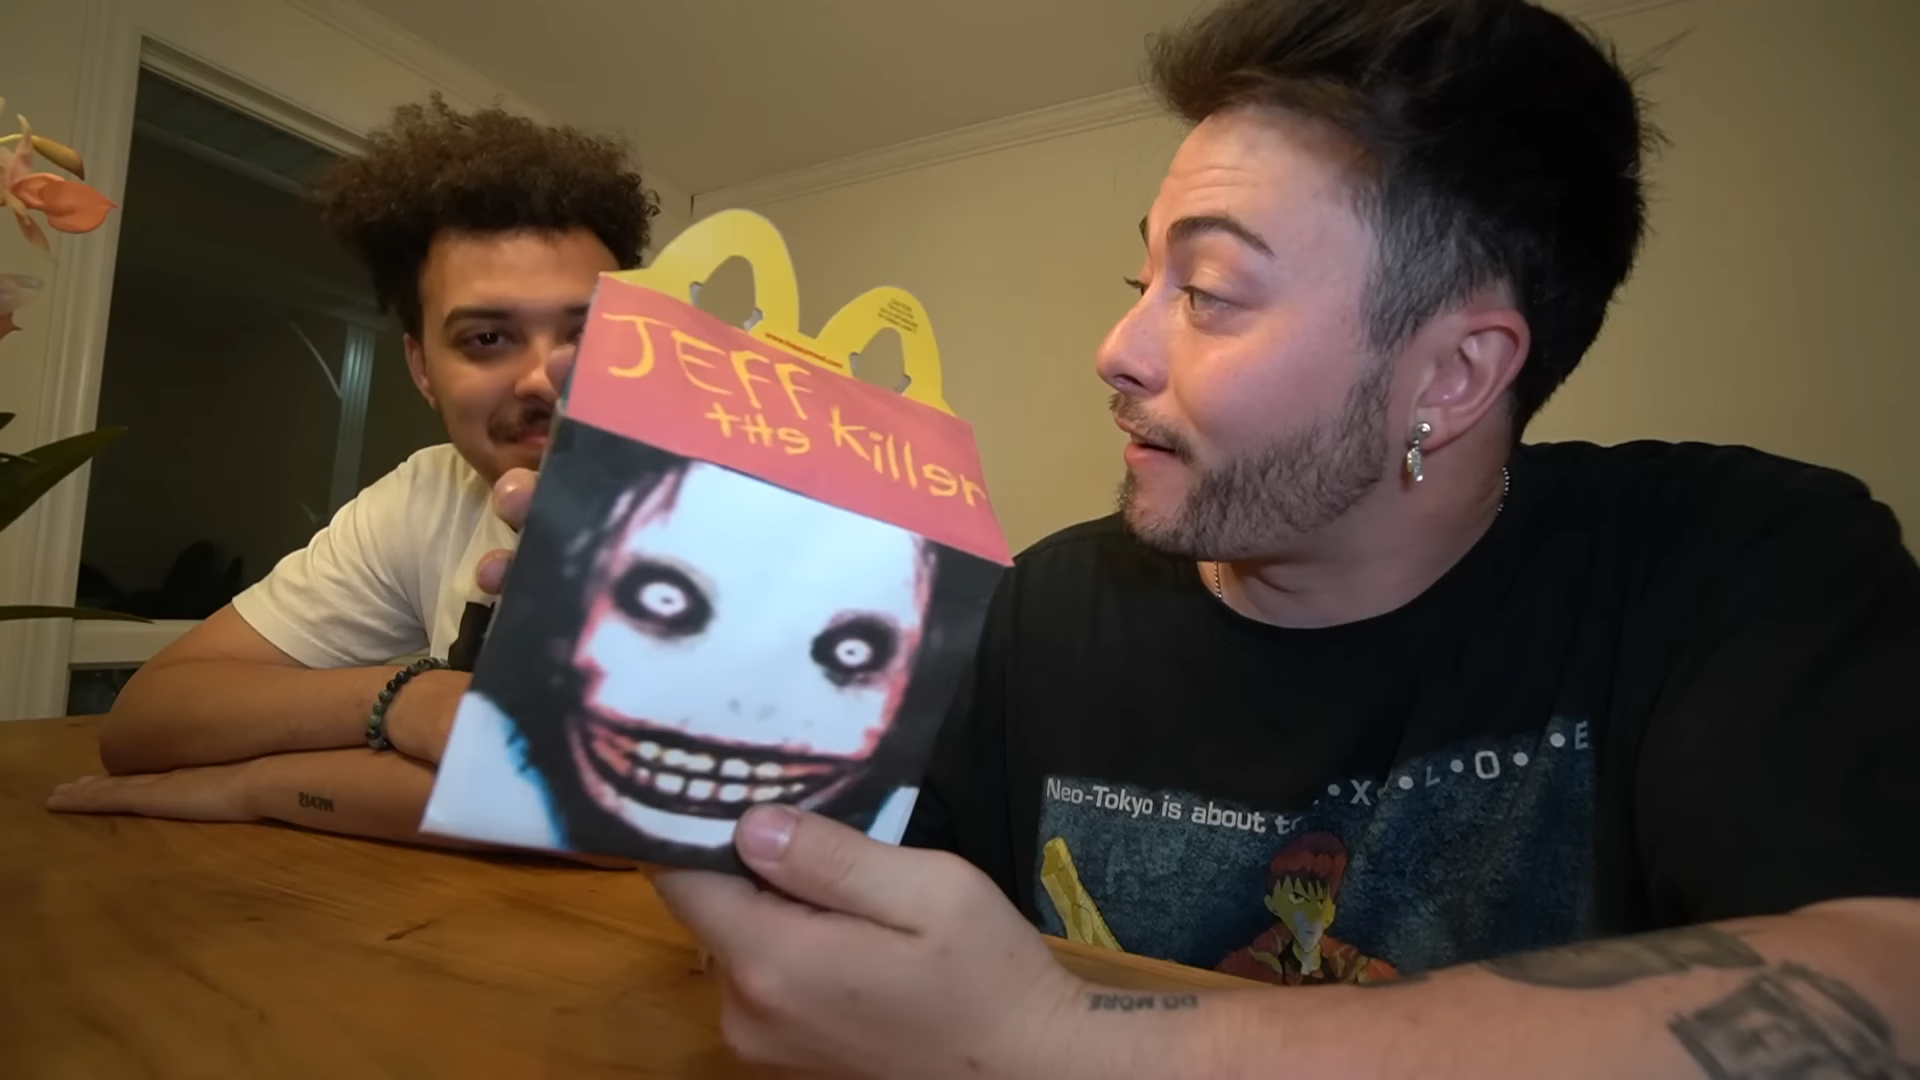 JEFF
tHe killer
Neo-Tokyo is about to
E.X.P.L.O.D.E
DO MORE